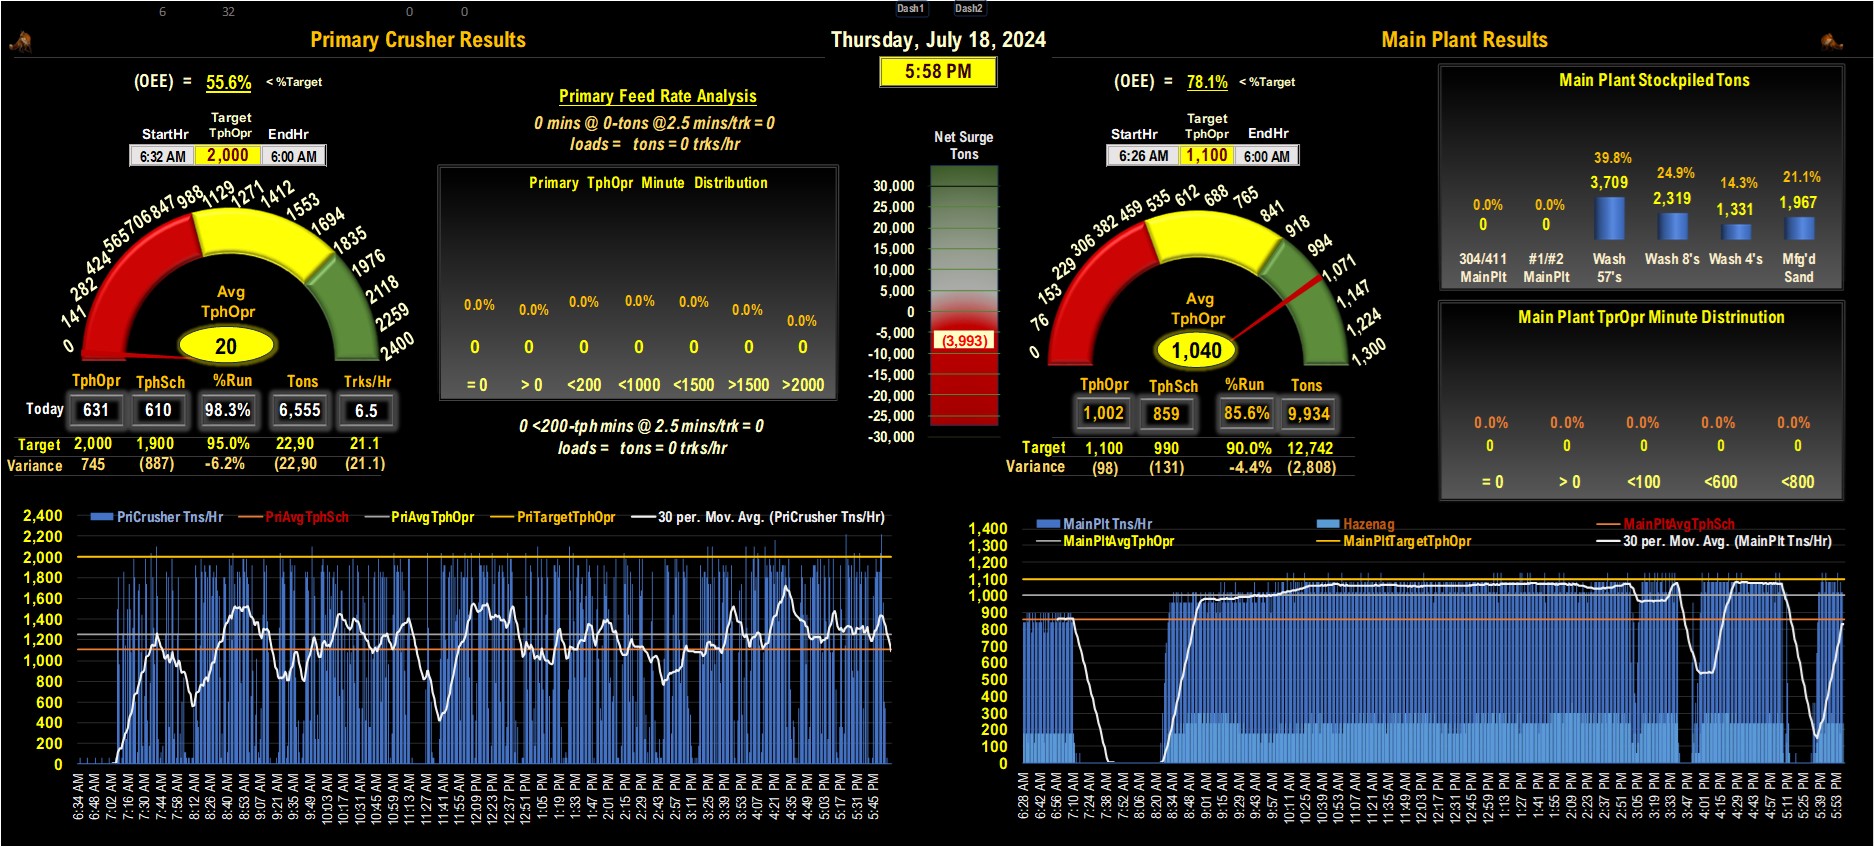 6 32 0 0 Dash1 Dash2
Primary Crusher Results
Thursday, July 18, 2024
Main Plant Results
5:58 PM
(OEE) = 55.6% < %Target
StartHr Target TphOpr EndHr
6:32 AM 2,000 6:00 AM
0 141 282 424 565 706 847 988 1129 1271 1412 1553 1694 1835 1976 2118 2259 2400
Avg
TphOpr
20
TphOpr TphSch %Run Tons Trks/Hr
Today 631 610 98.3% 6,555 6.5
Target 2,000 1,900 95.0% 22,90 21.1
Variance 745 (887) -6.2% (22,90 (21.1)
Primary Feed Rate Analysis
0 mins @ 0-tons @2.5 mins/trk = 0
loads = tons = 0 trks/hr
Primary TphOpr Minute Distribution
0.0% 0.0% 0.0% 0.0% 0.0% 0.0% 0.0%
0 0 0 0 0 0 0
= 0 > 0 <200 <1000 <1500 >1500 >2000
0 <200-tph mins @ 2.5 mins/trk = 0
loads = tons = 0 trks/hr
Net Surge
Tons
30,000
25,000
20,000
15,000
10,000
5,000
0
-5,000
(3,993)
-10,000
-15,000
-20,000
-25,000
-30,000
(OEE) = 78.1% < %Target
StartHr Target TphOpr EndHr
6:26 AM 1,100 6:00 AM
0 76 153 229 306 382 459 535 612 688 765 841 918 994 1,071 1,147 1,224 1,300
Avg
TphOpr
1,040
TphOpr TphSch %Run Tons
1,002 859 85.6% 9,934
Target 1,100 990 90.0% 12,742
Variance (98) (131) -4.4% (2,808)
Main Plant Stockpiled Tons
0.0% 0.0% 39.8% 24.9% 14.3% 21.1%
0 0 3,709 2,319 1,331 1,967
304/411 MainPlt #1/#2 MainPlt Wash 57's Wash 8's Wash 4's Mfg'd Sand
Main Plant TprOpr Minute Distrinution
0.0% 0.0% 0.0% 0.0% 0.0%
0 0 0 0 0
= 0 > 0 <100 <600 <800
PriCrusher Tns/Hr PriAvgTphSch PriAvgTphOpr PriTargetTphOpr 30 per. Mov. Avg. (PriCrusher Tns/Hr)
2,400
2,200
2,000
1,800
1,600
1,400
1,200
1,000
800
600
400
200
0
6:34 AM 6:48 AM 7:02 AM 7:16 AM 7:30 AM 7:44 AM 7:58 AM 8:12 AM 8:26 AM 8:40 AM 8:53 AM 9:07 AM 9:21 AM 9:35 AM 9:49 AM 10:03 AM 10:17 AM 10:31 AM 10:45 AM 10:59 AM 11:13 AM 11:27 AM 11:41 AM 11:55 AM 12:09 PM 12:23 PM 12:37 PM 12:51 PM 1:05 PM 1:19 PM 1:33 PM 1:47 PM 2:01 PM 2:15 PM 2:29 PM 2:43 PM 2:57 PM 3:11 PM 3:25 PM 3:39 PM 3:53 PM 4:07 PM 4:21 PM 4:35 PM 4:49 PM 5:03 PM 5:17 PM 5:31 PM 5:45 PM
MainPlt Tns/Hr Hazenag MainPltAvgTphSch
MainPltAvgTphOpr MainPltTargetTphOpr 30 per. Mov. Avg. (MainPlt Tns/Hr)
1,400
1,300
1,200
1,100
1,000
900
800
700
600
500
400
300
200
100
0
6:28 AM 6:42 AM 6:56 AM 7:10 AM 7:24 AM 7:38 AM 7:52 AM 8:06 AM 8:20 AM 8:34 AM 8:48 AM 9:01 AM 9:15 AM 9:29 AM 9:43 AM 9:57 AM 10:11 AM 10:25 AM 10:39 AM 10:53 AM 11:07 AM 11:21 AM 11:35 AM 11:49 AM 12:03 PM 12:17 PM 12:31 PM 12:45 PM 12:59 PM 1:13 PM 1:27 PM 1:41 PM 1:55 PM 2:09 PM 2:23 PM 2:37 PM 2:51 PM 3:05 PM 3:19 PM 3:33 PM 3:47 PM 4:01 PM 4:15 PM 4:29 PM 4:43 PM 4:57 PM 5:11 PM 5:25 PM 5:39 PM 5:53 PM